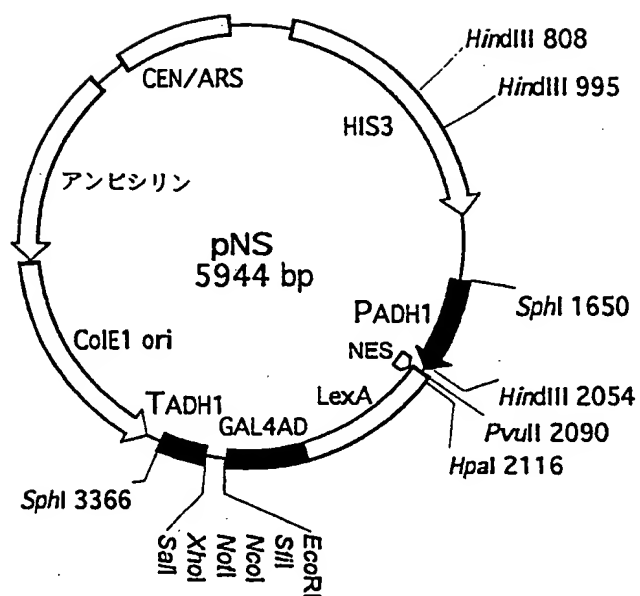 HindIII 808
HindIII 995
CEN/ARS
HIS3
アンピシリン
pNS
5944 bp
PADH1
SphI 1650
NES
ColE1 ori
LexA
HindIII 2054
TADH1
GAL4AD
PvuII 2090
HpaI 2116
SphI 3366
SalI
XhoI
NotI
NcoI
SfiI
EcoRI